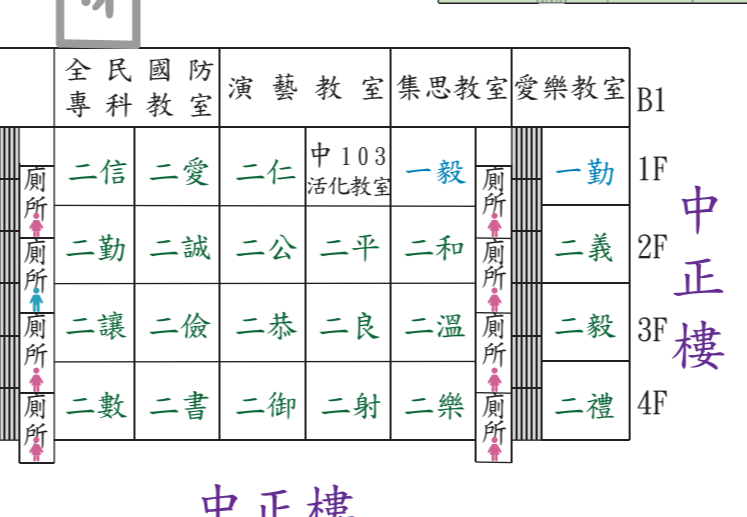 全民國防 演藝教室 集思教室 愛樂教室 B1
專科教室
廁所 二信 二愛 二仁 中103 一毅 廁所 一勤 1F
活化教室
廁所 二勤 二誠 二公 二平 二和 廁所 二義 2F
廁所 二讓 二儉 二恭 二良 二溫 廁所 二毅 3F
廁所 二數 二書 二御 二射 二樂 廁所 二禮 4F
中正樓
中正樓